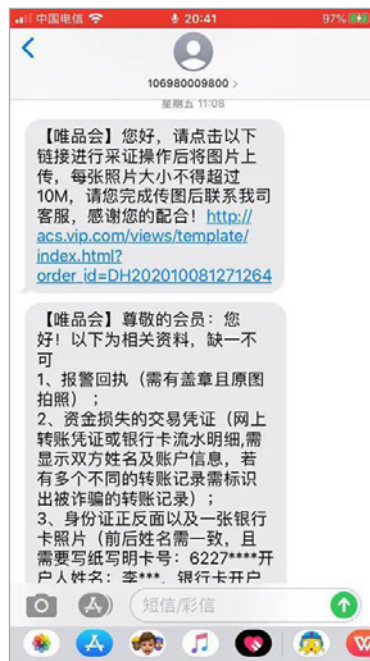 中国电信 20:41 97%
106980009800 >
星期五 11:08
【唯品会】您好，请点击以下
链接进行采证操作后将图片上
传，每张照片大小不得超过
10M，请您完成传图后联系我司
客服，感谢您的配合！http://
acs.vip.com/views/template/
index.html?
order_id=DH202010081271264
【唯品会】尊敬的会员：您
好！以下为相关资料，缺一不
可
1、报警回执（需有盖章且原图
拍照）；
2、资金损失的交易凭证（网上
转账凭证或银行卡流水明细,需
显示双方姓名及账户信息，若
有多个不同的转账记录需标识
出被诈骗的转账记录）；
3、身份证正反面以及一张银行
卡照片（前后姓名需一致，且
需要写纸写明卡号：6227****开
户人姓名：李***、银行卡开户
短信/彩信